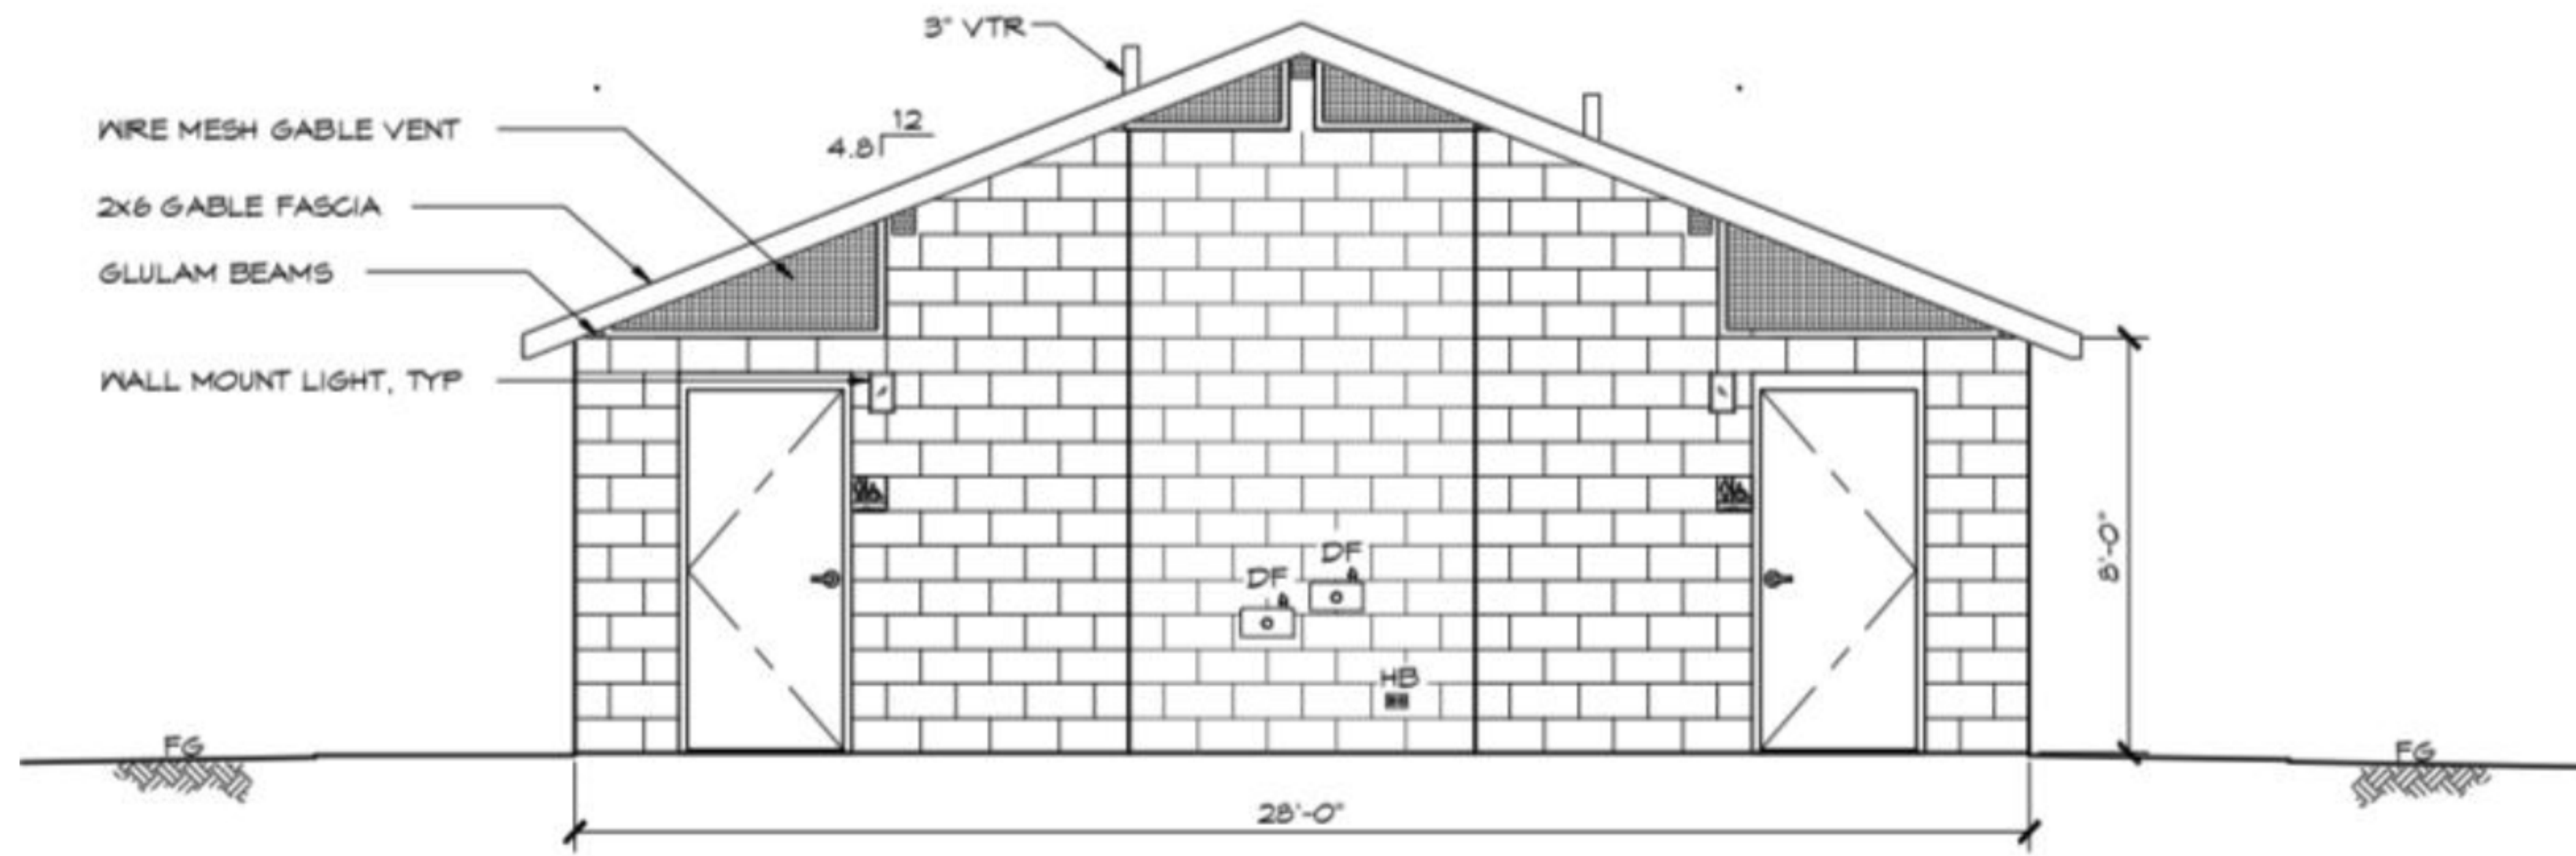 3" VTR
12
4.8
WIRE MESH GABLE VENT
2x6 GABLE FASCIA
GLULAM BEAMS
WALL MOUNT LIGHT, TYP
DF
DF
HB
8'-0"
FG
FG
28'-0"